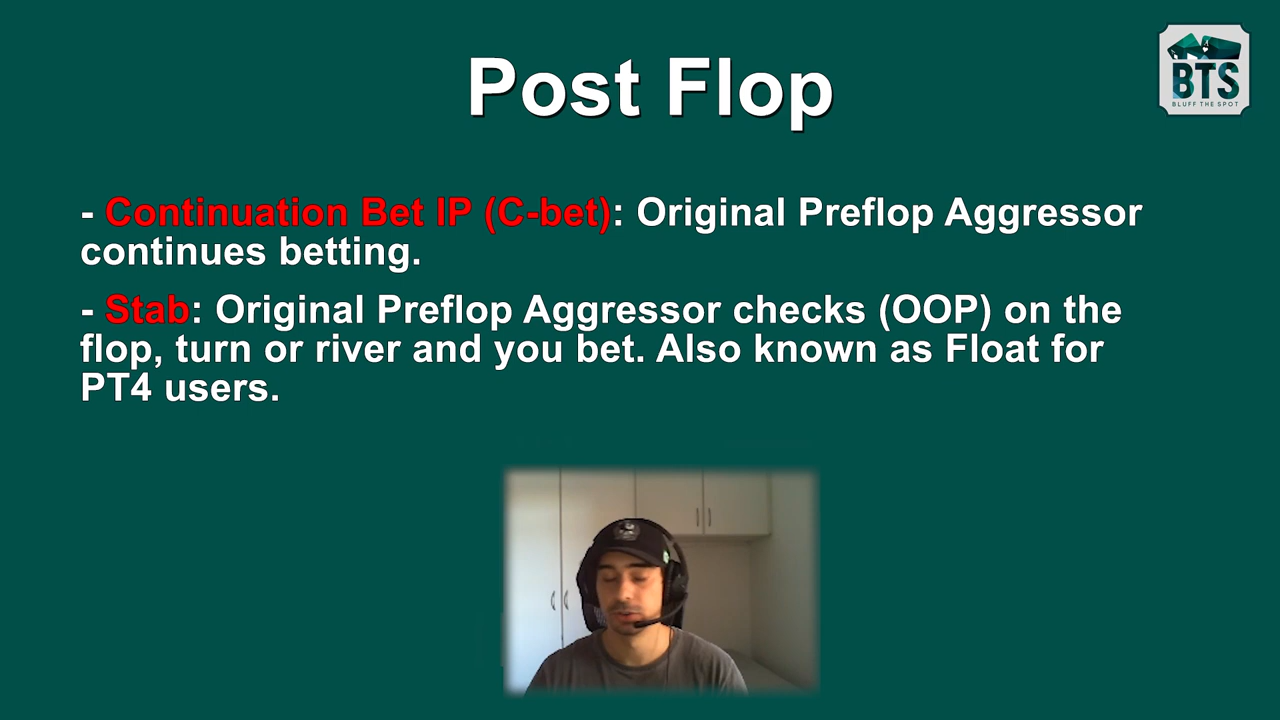 Post Flop
BTS
BLUFF THE SPOT
- Continuation Bet IP (C-bet): Original Preflop Aggressor
continues betting.
- Stab: Original Preflop Aggressor checks (OOP) on the
flop, turn or river and you bet. Also known as Float for
PT4 users.